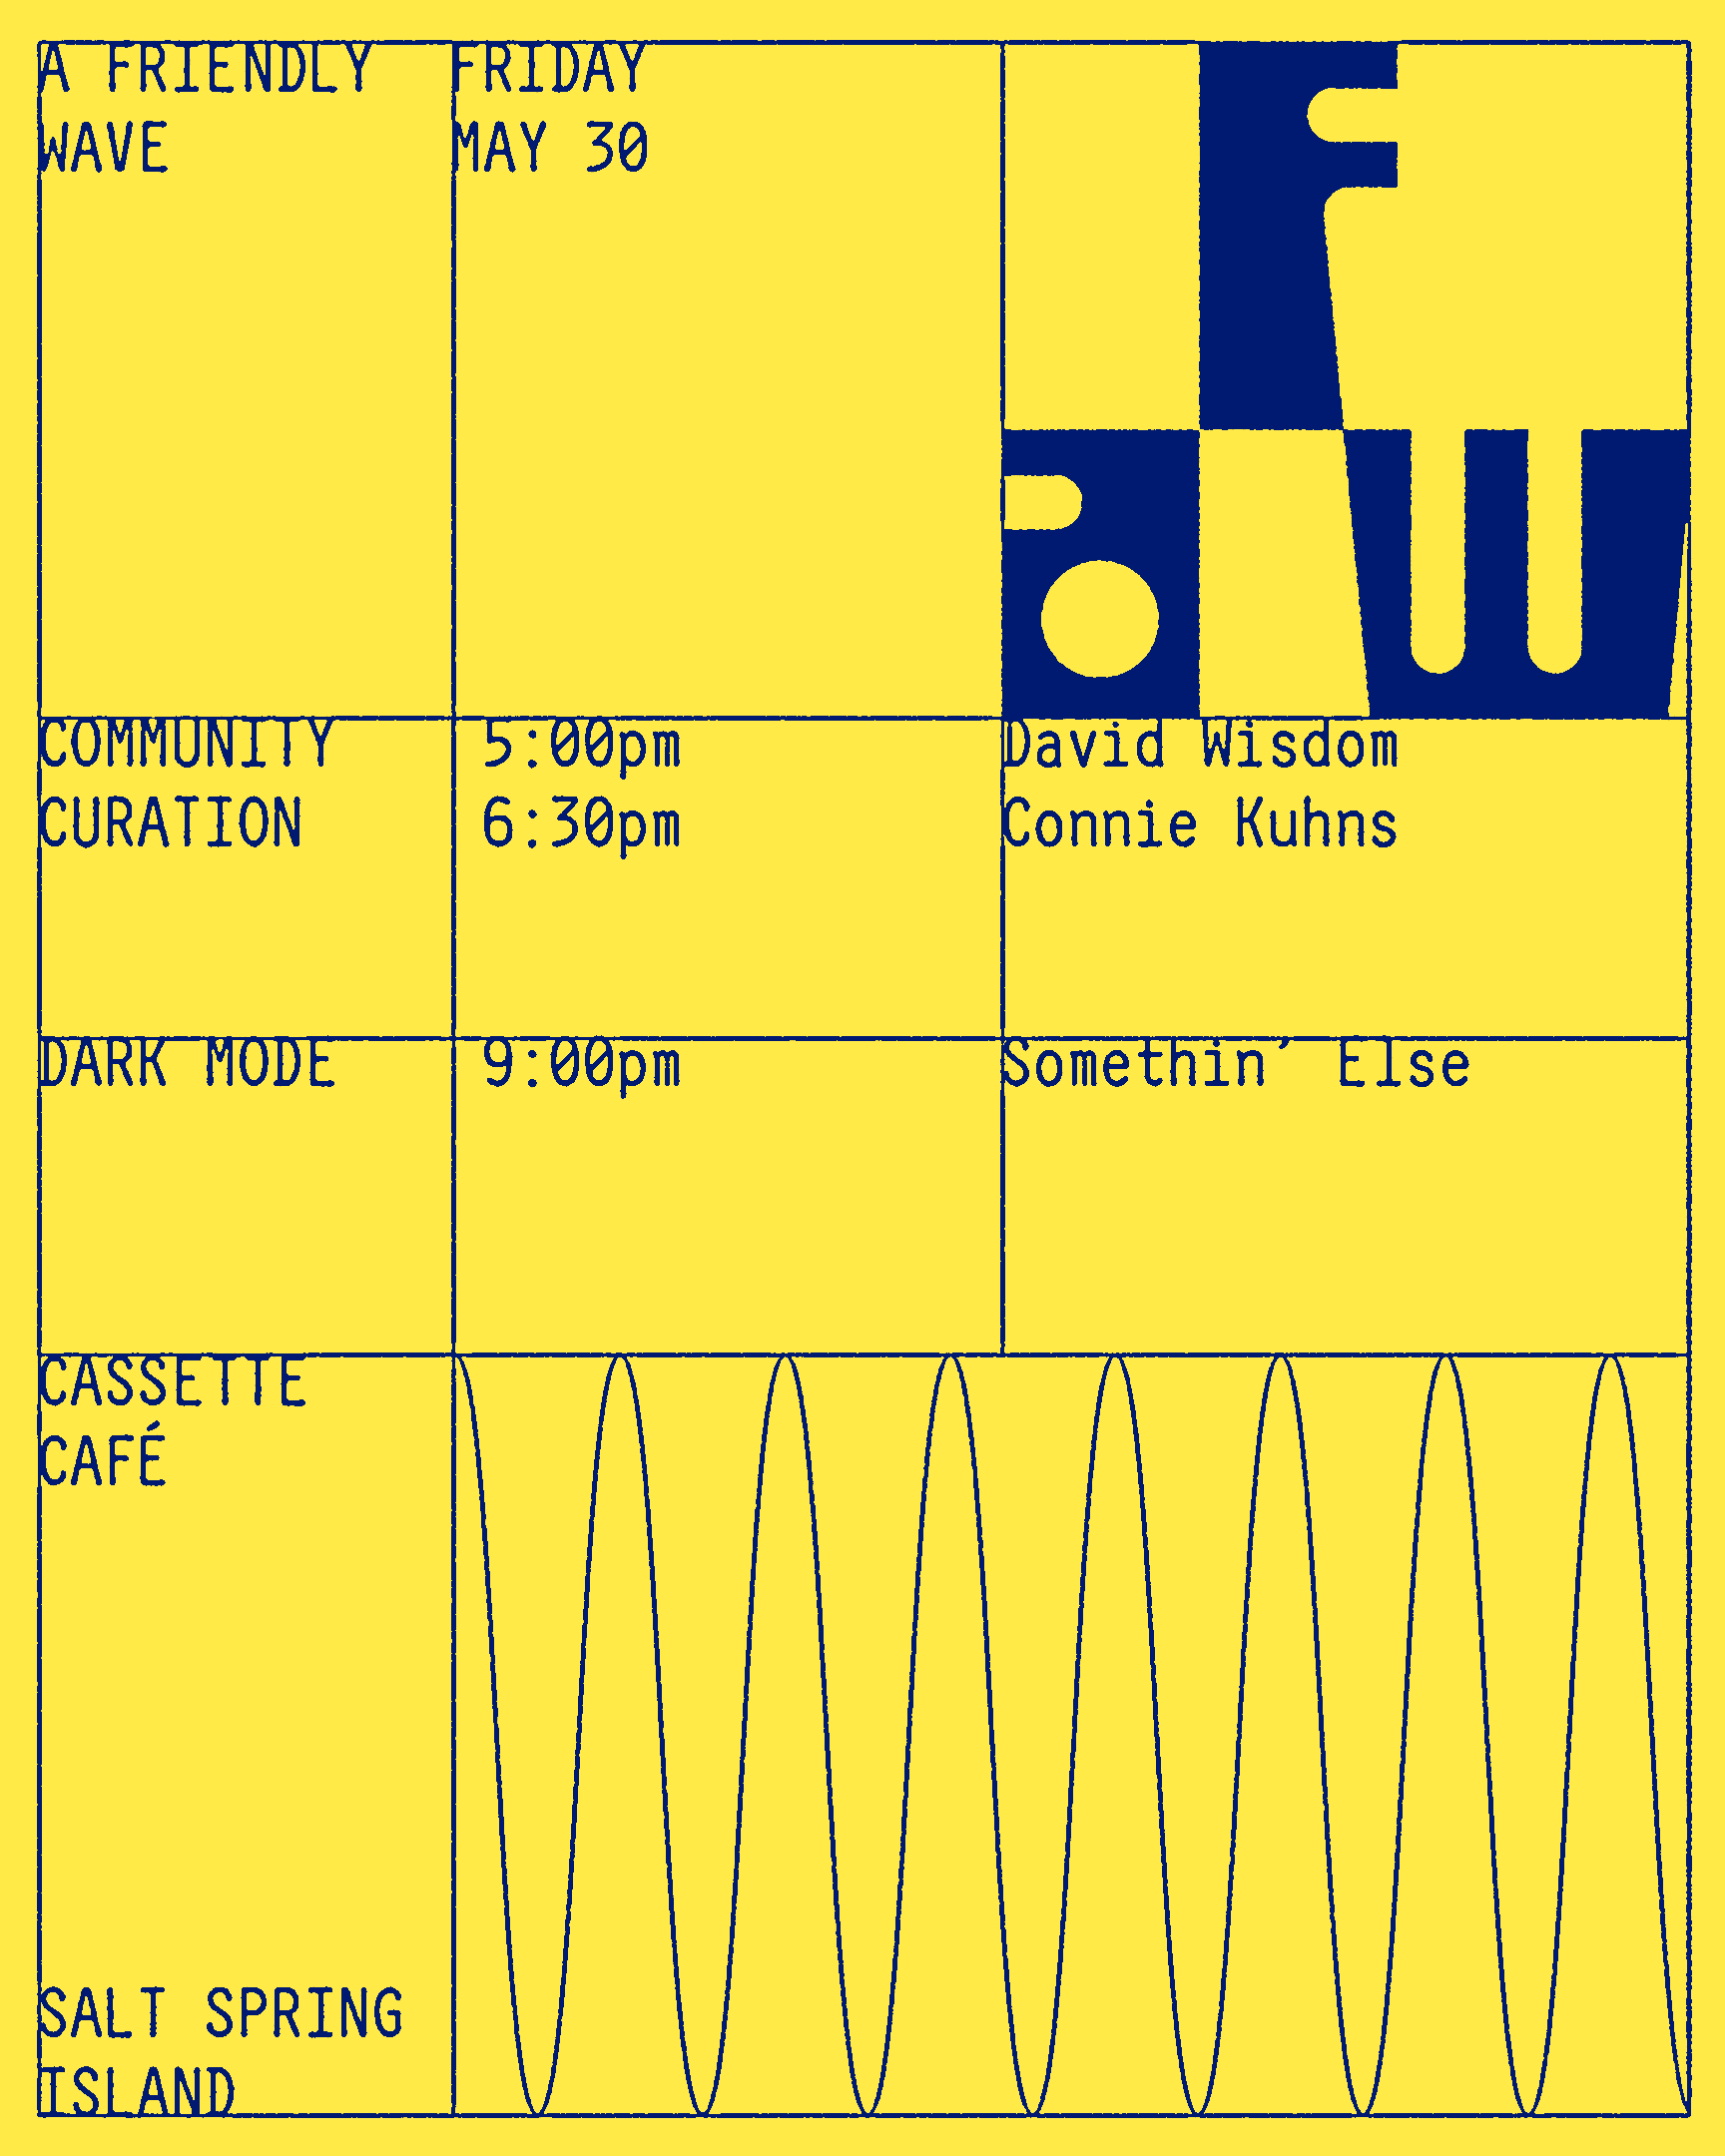 A FRIENDLY
WAVE
FRIDAY
MAY 30
F
a
W
COMMUNITY
CURATION
5:00pm
6:30pm
David Wisdom
Connie Kuhns
DARK MODE
9:00pm
Somethin’ Else
CASSETTE
CAFÉ
SALT SPRING
ISLAND